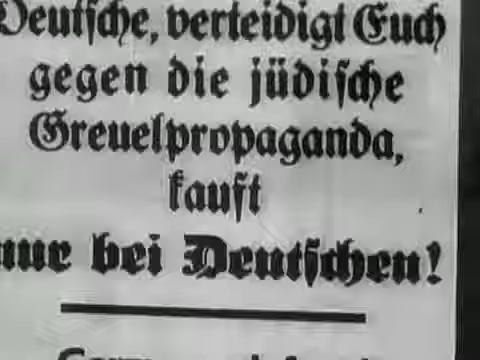 Deutsche, verteidigt Euch
gegen die jüdische
Greuelpropaganda,
kauft
nur bei Deutschen!